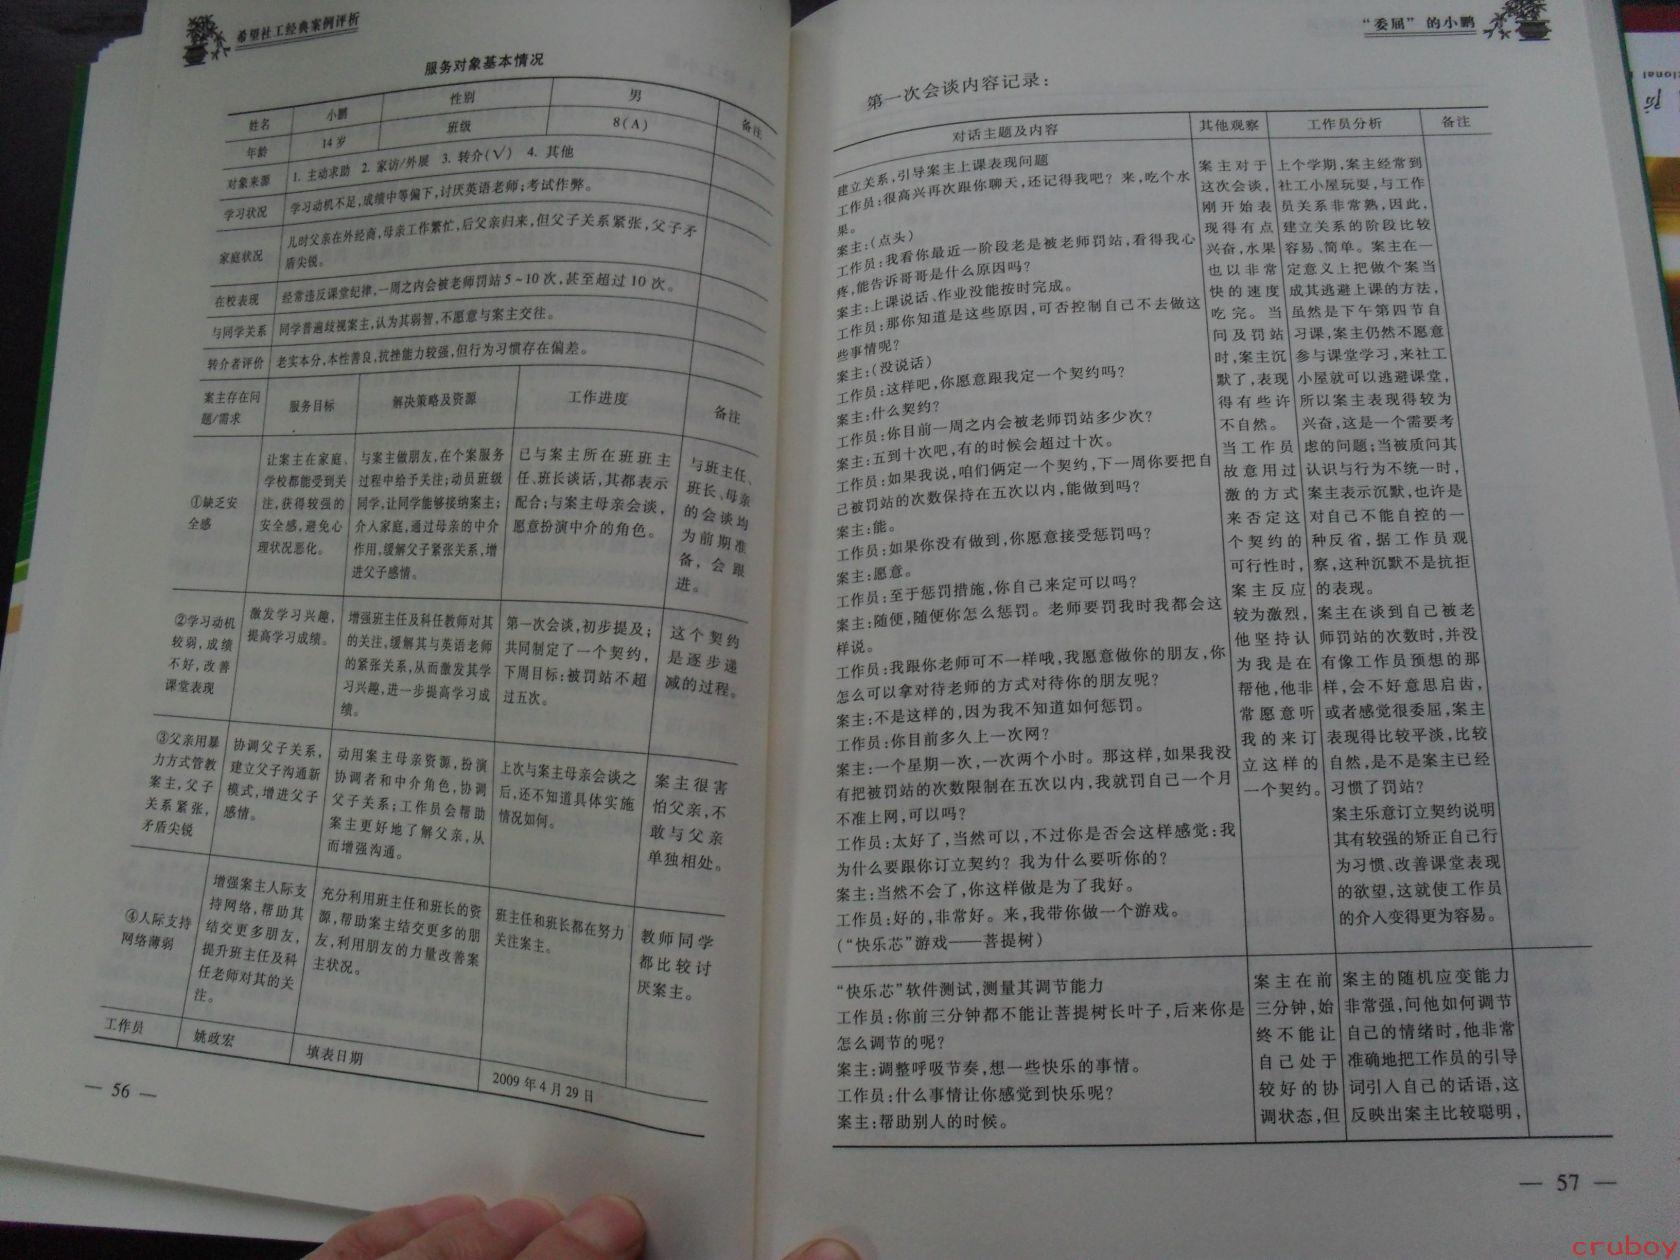 希望社工经典案例评析
服务对象基本情况
姓名 小鹏 性别 男 备注
年龄 14岁 班级 8(A)
对象来源 1. 主动求助 2. 家访/外展 3. 转介(√) 4. 其他
学习状况 学习动机不足,成绩中等偏下,讨厌英语老师;考试作弊。
家庭状况
儿时父亲在外经商,母亲工作繁忙,后父亲归来,但父子关系紧张,父子矛
盾尖锐。
在校表现 经常违反课堂纪律,一周之内会被老师罚站5~10次,甚至超过10次。
与同学关系 同学普遍歧视案主,认为其弱智,不愿意与案主交往。
转介者评价 老实本分,本性善良,抗挫能力较强,但行为习惯存在偏差。
案主存在问
题/需求
服务目标
解决策略及资源
工作进度
备注
①缺乏安
全感
让案主在家庭、
学校都能受到关
注,获得较强的
安全感,避免心
理状况恶化。
与案主做朋友,在个案服务
过程中给予关注;动员班级
同学,让同学能够接纳案主;
介入家庭,通过母亲的中介
作用,缓解父子紧张关系,增
进父子感情。
已与案主所在班班主
任、班长谈话,其都表示
配合;与案主母亲会谈,
愿意扮演中介的角色。
与班主任、
班长、母亲
的会谈均
为前期准
备,会跟
进。
②学习动机
较弱,成绩
不好,改善
课堂表现
激发学习兴趣,
提高学习成绩。
增强班主任及科任教师对其
的关注,缓解其与英语老师
的紧张关系,从而激发其学
习兴趣,进一步提高学习成
绩。
第一次会谈,初步提及;
共同制定了一个契约,
下周目标:被罚站不超
过五次。
这个契约
是逐步递
减的过程。
③父亲用暴
力方式管教
案主,父子
关系紧张,
矛盾尖锐
协调父子关系,
建立父子沟通新
模式,增进父子
感情。
动用案主母亲资源,扮演
协调者和中介角色,协调
父子关系;工作员会帮助
案主更好地了解父亲,从
而增强沟通。
上次与案主母亲会谈之
后,还不知道具体实施
情况如何。
案主很害
怕父亲,不
敢与父亲
单独相处。
④人际支持
网络薄弱
增强案主人际支
持网络,帮助其
结交更多朋友,
提升班主任及科
任老师对其的关
注。
充分利用班主任和班长的资
源,帮助案主结交更多的朋
友,利用朋友的力量改善案
主状况。
班主任和班长都在努力
关注案主。
教师同学
都比较讨
厌案主。
工作员 姚政宏 填表日期 2009年4月29日
— 56 —
“委屈”的小鹏
第一次会谈内容记录:
对话主题及内容 其他观察 工作员分析 备注
建立关系,引导案主上课表现问题
工作员:很高兴再次跟你聊天,还记得我吧?来,吃个水
果。
案主:(点头)
工作员:我看你最近一阶段老是被老师罚站,看得我心
疼,能告诉哥哥是什么原因吗?
案主:上课说话、作业没能按时完成。
工作员:那你知道是这些原因,可否控制自己不去做这
些事情呢?
案主:(没说话)
工作员:这样吧,你愿意跟我定一个契约吗?
案主:什么契约?
工作员:你目前一周之内会被老师罚站多少次?
案主:五到十次吧,有的时候会超过十次。
工作员:如果我说,咱们俩定一个契约,下一周你要把自
己被罚站的次数保持在五次以内,能做到吗?
案主:能。
工作员:如果你没有做到,你愿意接受惩罚吗?
案主:愿意。
工作员:至于惩罚措施,你自己来定可以吗?
案主:随便,随便你怎么惩罚。老师要罚我时我都会这
样说。
工作员:我跟你老师可不一样哦,我愿意做你的朋友,你
怎么可以拿对待老师的方式对待你的朋友呢?
案主:不是这样的,因为我不知道如何惩罚。
工作员:你目前多久上一次网?
案主:一个星期一次,一次两个小时。那这样,如果我没
有把被罚站的次数限制在五次以内,我就罚自己一个月
不准上网,可以吗?
工作员:太好了,当然可以,不过你是否会这样感觉:我
为什么要跟你订立契约?我为什么要听你的?
案主:当然不会了,你这样做是为了我好。
工作员:好的,非常好。来,我带你做一个游戏。
(“快乐芯”游戏——菩提树)
案主对于
这次会谈,
刚开始表
现得有点
兴奋,水果
也以非常
快的速度
吃完。当
问及罚站
时,案主沉
默了,表现
得有些许
不自然。
当工作员
故意用过
激的方式
来否定这
个契约的
可行性时,
案主反应
较为激烈,
他坚持认
为我是在
帮他,他非
常愿意听
我的来订
立这样的
一个契约。
上个学期,案主经常到
社工小屋玩耍,与工作
员关系非常熟,因此,
建立关系的阶段比较
容易、简单。案主在一
定意义上把做个案当
成其逃避上课的方法,
虽然是下午第四节自
习课,案主仍然不愿意
参与课堂学习,来社工
小屋就可以逃避课堂,
所以案主表现得较为
兴奋,这是一个需要考
虑的问题;当被质问其
认识与行为不统一时,
案主表示沉默,也许是
对自己不能自控的一
种反省,据工作员观
察,这种沉默不是抗拒
的表现。
案主在谈到自己被老
师罚站的次数时,并没
有像工作员预想的那
样,会不好意思启齿,
或者感觉很委屈,案主
表现得比较平淡,比较
自然,是不是案主已经
习惯了罚站?
案主乐意订立契约说明
其有较强的矫正自己行
为习惯、改善课堂表现
的欲望,这就使工作员
的介入变得更为容易。
“快乐芯”软件测试,测量其调节能力
工作员:你前三分钟都不能让菩提树长叶子,后来你是
怎么调节的呢?
案主:调整呼吸节奏,想一些快乐的事情。
工作员:什么事情让你感觉到快乐呢?
案主:帮助别人的时候。
案主在前
三分钟,始
终不能让
自己处于
较好的协
调状态,但
案主的随机应变能力
非常强,问他如何调节
自己的情绪时,他非常
准确地把工作员的引导
词引入自己的话语,这
反映出案主比较聪明,
— 57 —
cruboy